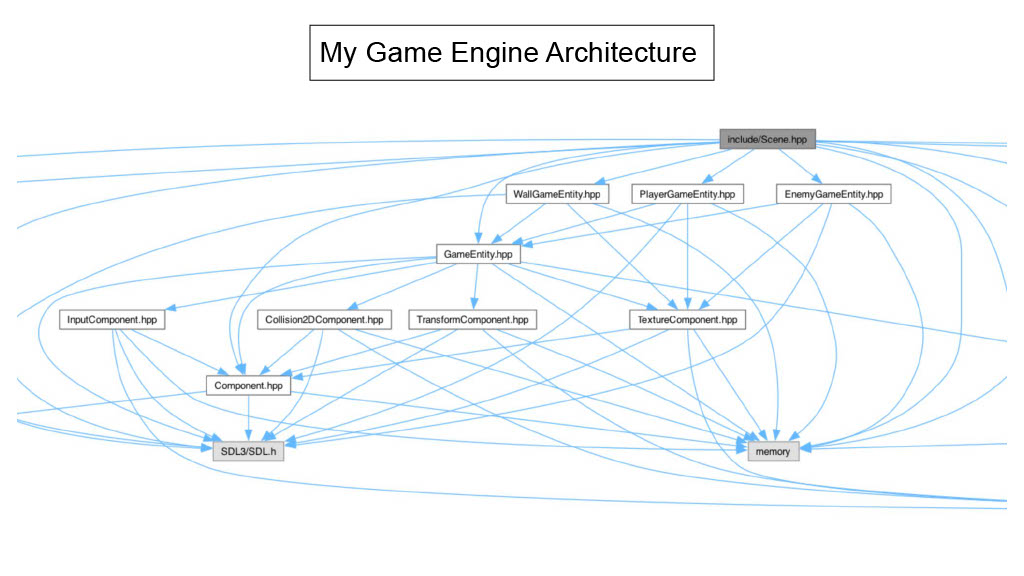 My Game Engine Architecture
include/Scene.hpp
WallGameEntity.hpp
PlayerGameEntity.hpp
EnemyGameEntity.hpp
GameEntity.hpp
InputComponent.hpp
Collision2DComponent.hpp
TransformComponent.hpp
TextureComponent.hpp
Component.hpp
SDL3/SDL.h
memory